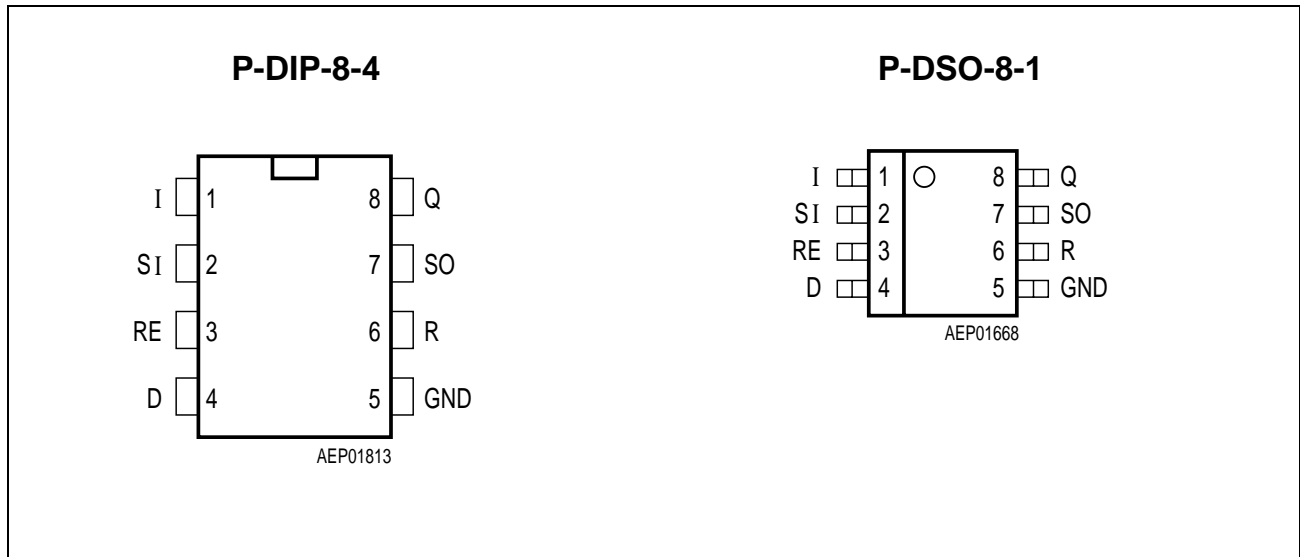 P-DIP-8-4
I 1 8 Q
SI 2 7 SO
RE 3 6 R
D 4 5 GND
AEP01813
P-DSO-8-1
I 1 8 Q
SI 2 7 SO
RE 3 6 R
D 4 5 GND
AEP01668